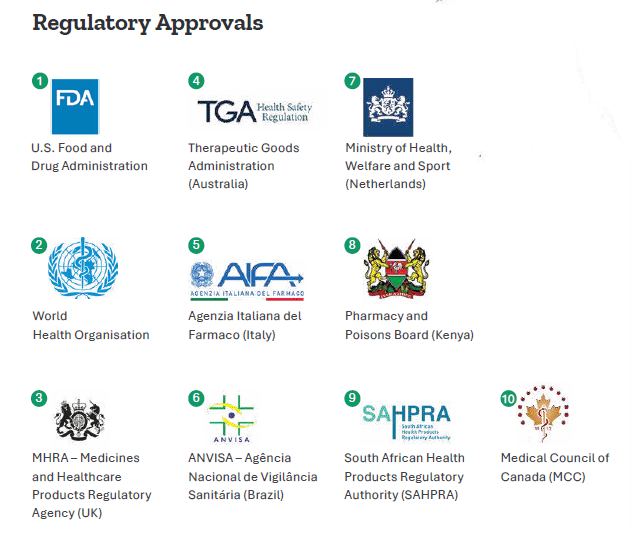 Regulatory Approvals
1
FDA
U.S. Food and
Drug Administration
4
TGA Health Safety
Regulation
Therapeutic Goods
Administration
(Australia)
7
Ministry of Health,
Welfare and Sport
(Netherlands)
2
World
Health Organisation
5
AIFA
AGENZIA ITALIANA DEL FARMACO
Agenzia Italiana del
Farmaco (Italy)
8
Pharmacy and
Poisons Board (Kenya)
3
MHRA – Medicines
and Healthcare
Products Regulatory
Agency (UK)
6
ANVISA
ANVISA – Agência
Nacional de Vigilância
Sanitária (Brazil)
9
SAHPRA
South African
Health Products
Regulatory Authority
South African Health
Products Regulatory
Authority (SAHPRA)
10
Medical Council of
Canada (MCC)